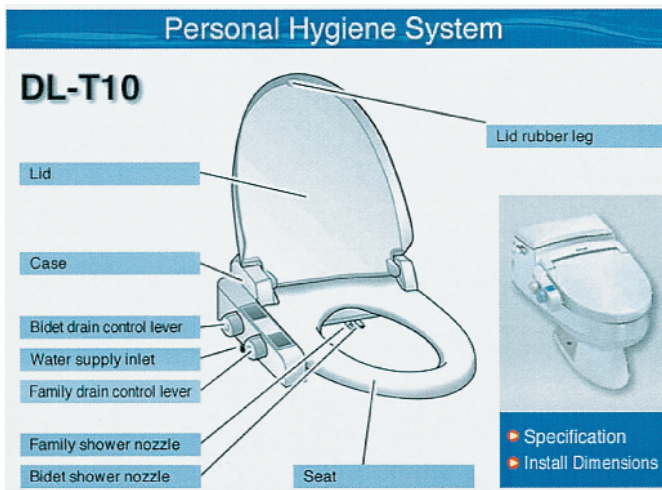 Personal Hygiene System
DL-T10
Lid rubber leg
Lid
Case
Bidet drain control lever
Water supply inlet
Family drain control lever
Family shower nozzle
Bidet shower nozzle
Seat
Specification
Install Dimensions